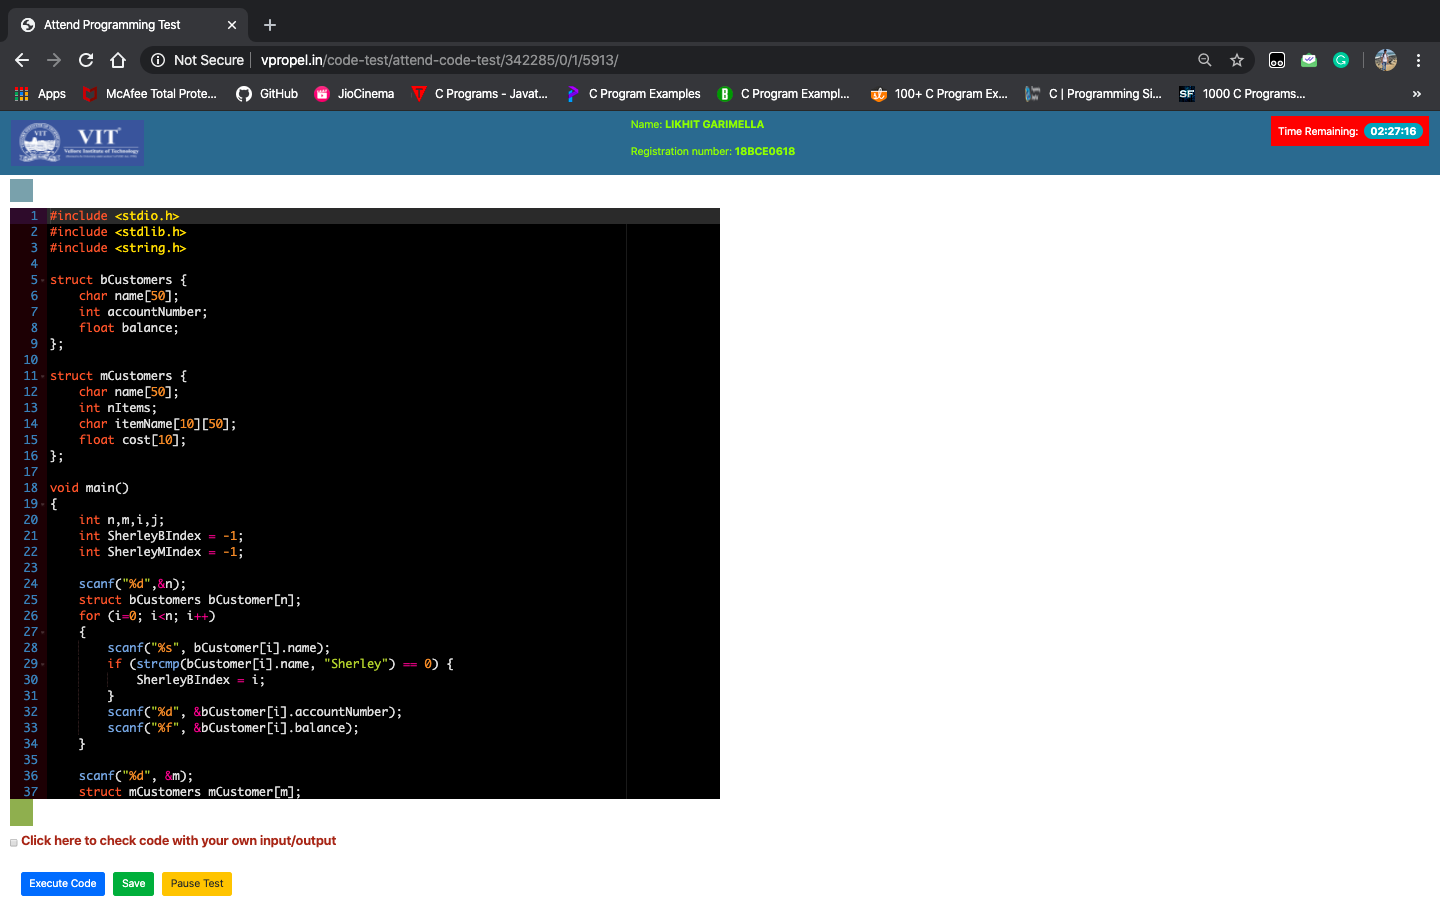 Attend Programming Test
Not Secure
vpropel.in/code-test/attend-code-test/342285/0/1/5913/
Apps
McAfee Total Prote...
GitHub
JioCinema
C Programs - Javat...
C Program Examples
C Program Exampl...
100+ C Program Ex...
C | Programming Si...
SF
1000 C Programs...
»
VIT
Vellore Institute of Technology
Name: LIKHIT GARIMELLA
Registration number: 18BCE0618
Time Remaining: 02:27:16
1 #include <stdio.h>
2 #include <stdlib.h>
3 #include <string.h>
4
5 struct bCustomers {
6     char name[50];
7     int accountNumber;
8     float balance;
9 };
10
11 struct mCustomers {
12     char name[50];
13     int nItems;
14     char itemName[10][50];
15     float cost[10];
16 };
17
18 void main()
19 {
20     int n,m,i,j;
21     int SherleyBIndex = -1;
22     int SherleyMIndex = -1;
23
24     scanf("%d",&n);
25     struct bCustomers bCustomer[n];
26     for (i=0; i<n; i++)
27     {
28         scanf("%s", bCustomer[i].name);
29         if (strcmp(bCustomer[i].name, "Sherley") == 0) {
30             SherleyBIndex = i;
31         }
32         scanf("%d", &bCustomer[i].accountNumber);
33         scanf("%f", &bCustomer[i].balance);
34     }
35
36     scanf("%d", &m);
37     struct mCustomers mCustomer[m];
Click here to check code with your own input/output
Execute Code
Save
Pause Test